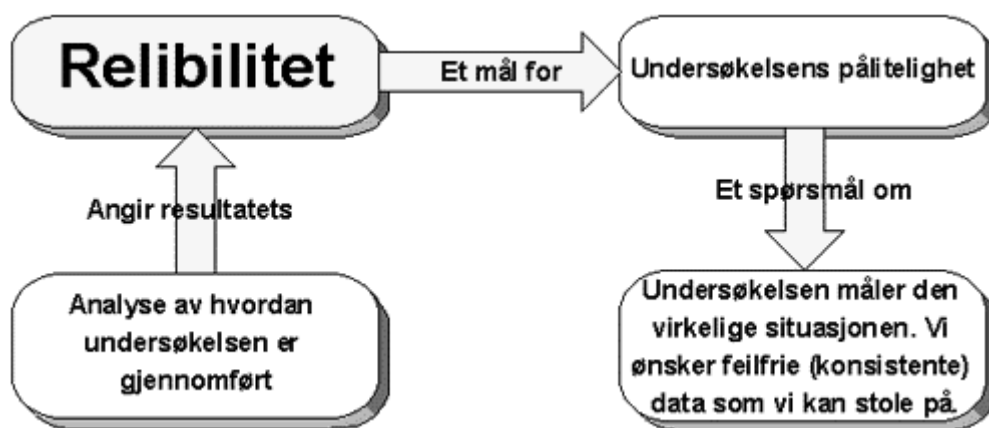 Relibilitet
Et mål for
Undersøkelsens pålitelighet
Angir resultatets
Et spørsmål om
Analyse av hvordan
undersøkelsen er
gjennomført
Undersøkelsen måler den
virkelige situasjonen. Vi
ønsker feilfrie (konsistente)
data som vi kan stole på.